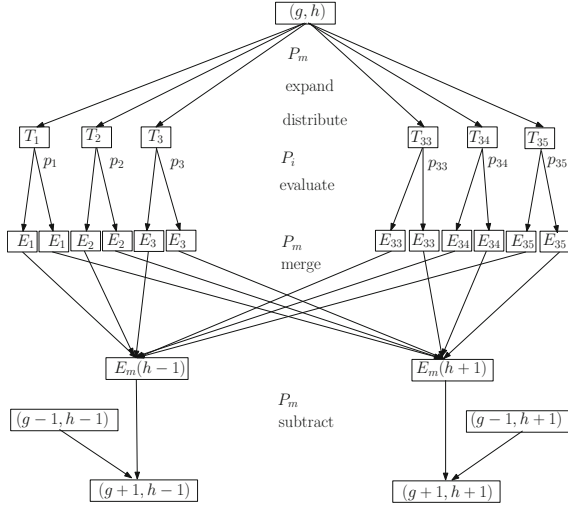 (g, h)
P_m
expand
distribute
T_1 T_2 T_3 T_33 T_34 T_35
p_1 p_2 p_3 P_i p_33 p_34 p_35
evaluate
E_1 E_1 E_2 E_2 E_3 E_3 P_m E_33 E_33 E_34 E_34 E_35 E_35
merge
E_m(h−1) E_m(h+1)
P_m
(g−1, h−1) subtract (g−1, h+1)
(g+1, h−1) (g+1, h+1)